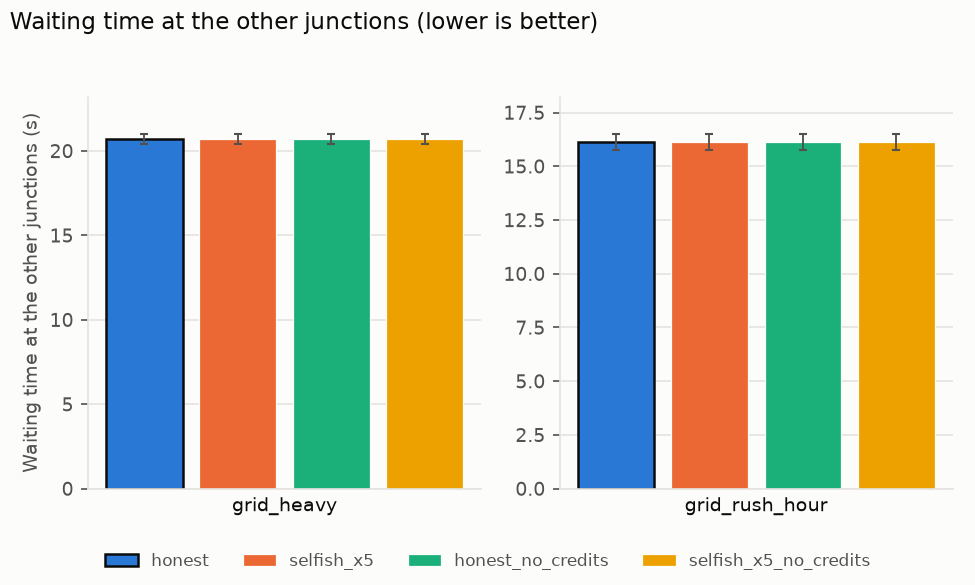 Waiting time at the other junctions (lower is better)
Waiting time at the other junctions (s)
20
15
10
5
0
grid_heavy
17.5
15.0
12.5
10.0
7.5
5.0
2.5
0.0
grid_rush_hour
honest selfish_x5 honest_no_credits selfish_x5_no_credits